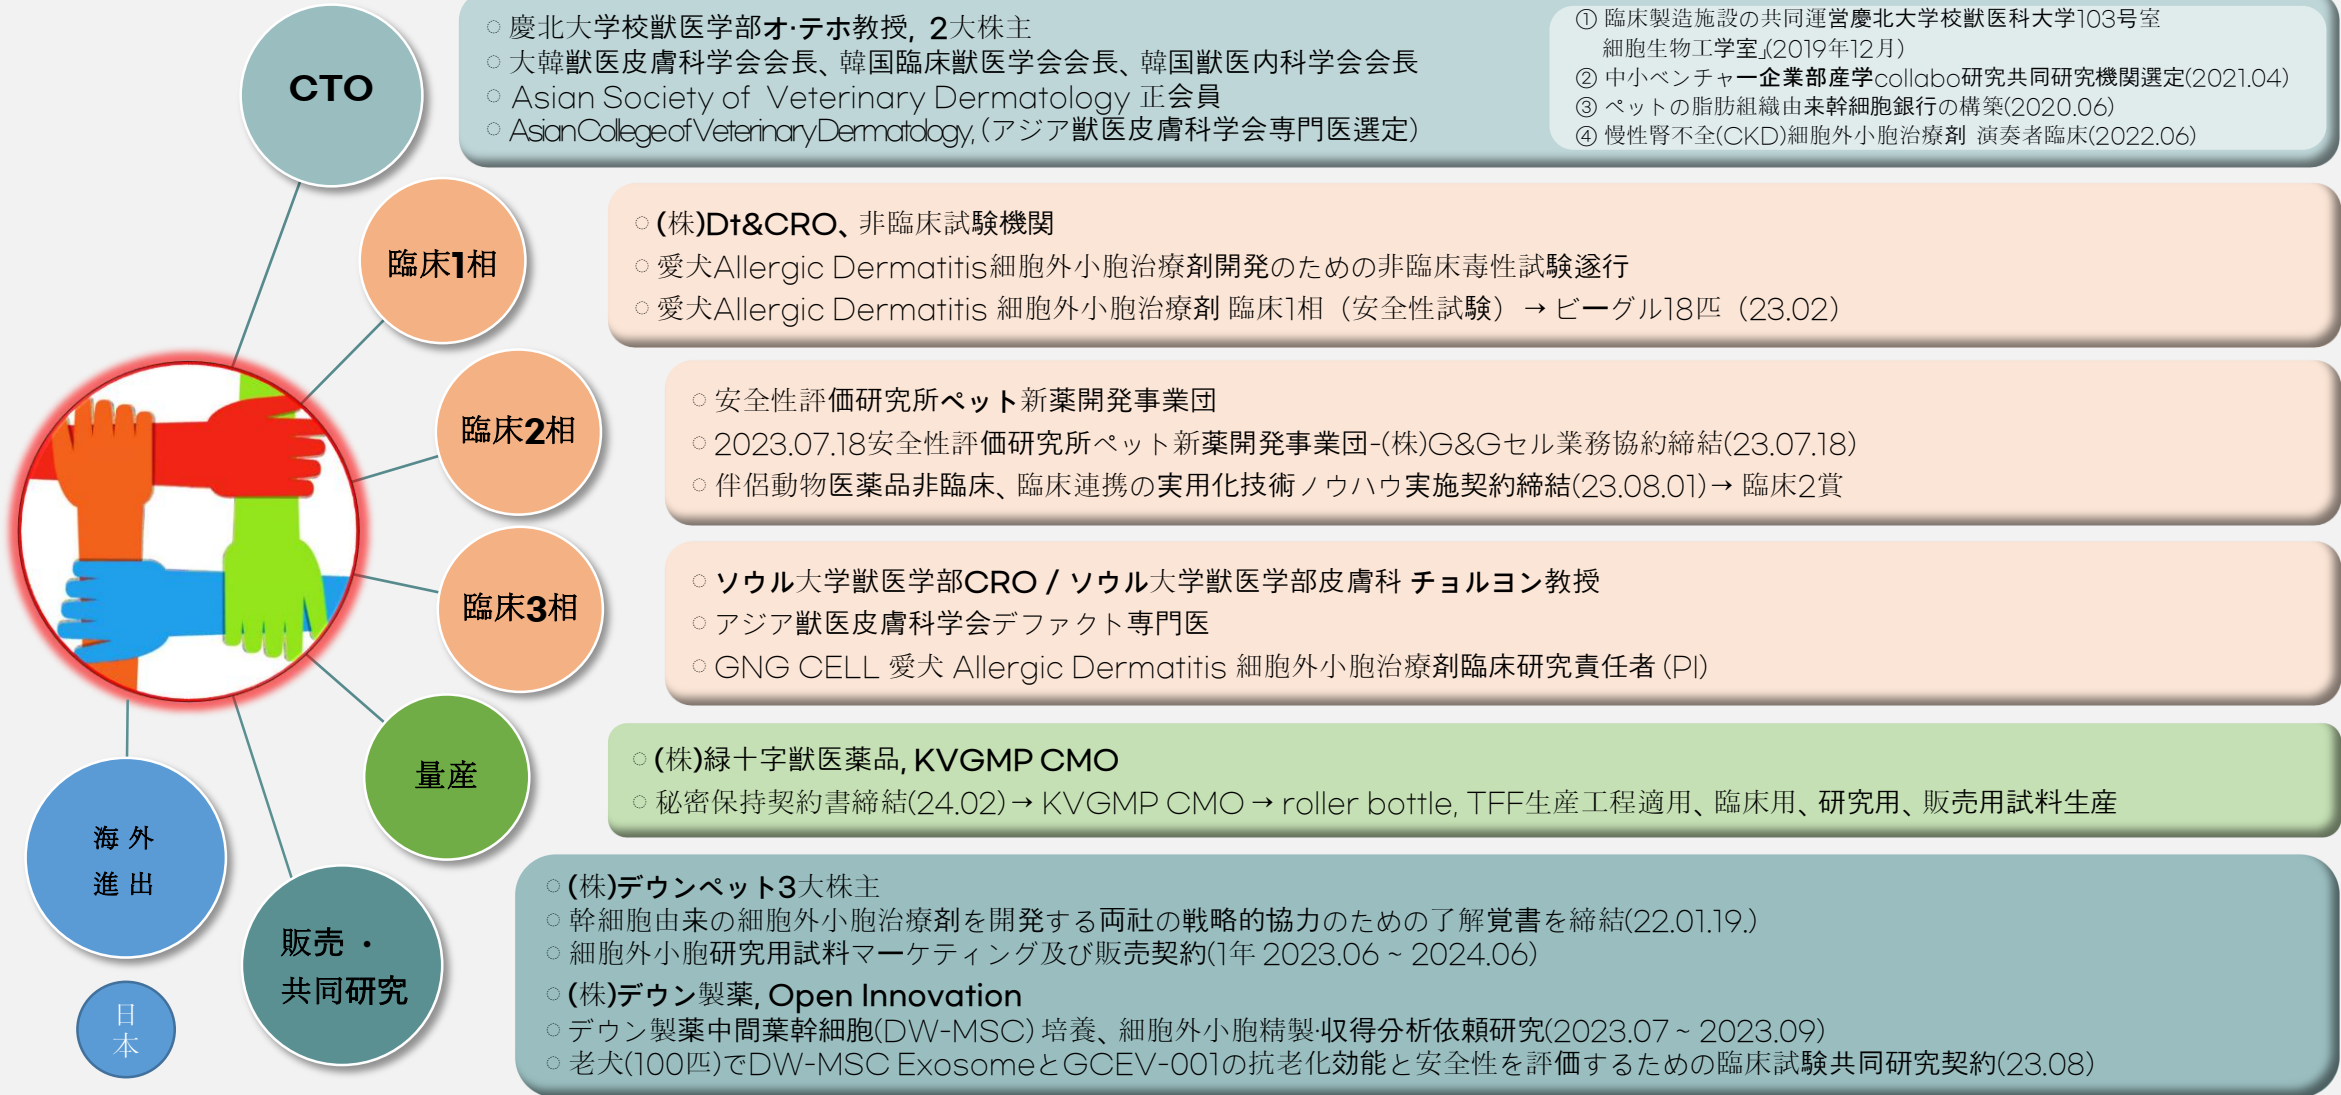 CTO
◌ 慶北大学校獣医学部オ·テホ教授, 2大株主
◌ 大韓獣医皮膚科学会会長、韓国臨床獣医学会会長、韓国獣医内科学会会長
◌ Asian Society of Veterinary Dermatology 正会員
◌ Asian College of Veterinary Dermatology, (アジア獣医皮膚科学会専門医選定)
① 臨床製造施設の共同運営慶北大学校獣医科大学103号室
細胞生物工学室」(2019年12月)
② 中小ベンチャー企業部産学collabo研究共同研究機関選定(2021.04)
③ ペットの脂肪組織由来幹細胞銀行の構築(2020.06)
④ 慢性腎不全(CKD)細胞外小胞治療剤 演奏者臨床(2022.06)
臨床1相
◌ (株)Dt&CRO、非臨床試験機関
◌ 愛犬Allergic Dermatitis細胞外小胞治療剤開発のための非臨床毒性試験遂行
◌ 愛犬Allergic Dermatitis 細胞外小胞治療剤 臨床1相（安全性試験）→ ビーグル18匹（23.02）
臨床2相
◌ 安全性評価研究所ペット新薬開発事業団
◌ 2023.07.18安全性評価研究所ペット新薬開発事業団-(株)G&Gセル業務協約締結(23.07.18)
◌ 伴侶動物医薬品非臨床、臨床連携の実用化技術ノウハウ実施契約締結(23.08.01)→ 臨床2賞
臨床3相
◌ ソウル大学獣医学部CRO / ソウル大学獣医学部皮膚科 チョルヨン教授
◌ アジア獣医皮膚科学会デファクト専門医
◌ GNG CELL 愛犬 Allergic Dermatitis 細胞外小胞治療剤臨床研究責任者 (PI)
量産
◌ (株)緑十字獣医薬品, KVGMP CMO
◌ 秘密保持契約書締結(24.02)→ KVGMP CMO → roller bottle, TFF生産工程適用、臨床用、研究用、販売用試料生産
海 外
進 出
日
本
販売 ・
共同研究
◌ (株)デウンペット3大株主
◌ 幹細胞由来の細胞外小胞治療剤を開発する両社の戦略的協力のための了解覚書を締結(22.01.19.)
◌ 細胞外小胞研究用試料マーケティング及び販売契約(1年 2023.06 ~ 2024.06)
◌ (株)デウン製薬, Open Innovation
◌ デウン製薬中間葉幹細胞(DW-MSC) 培養、細胞外小胞精製·収得分析依頼研究(2023.07 ~ 2023.09)
◌ 老犬(100匹)でDW-MSC ExosomeとGCEV-001の抗老化効能と安全性を評価するための臨床試験共同研究契約(23.08)